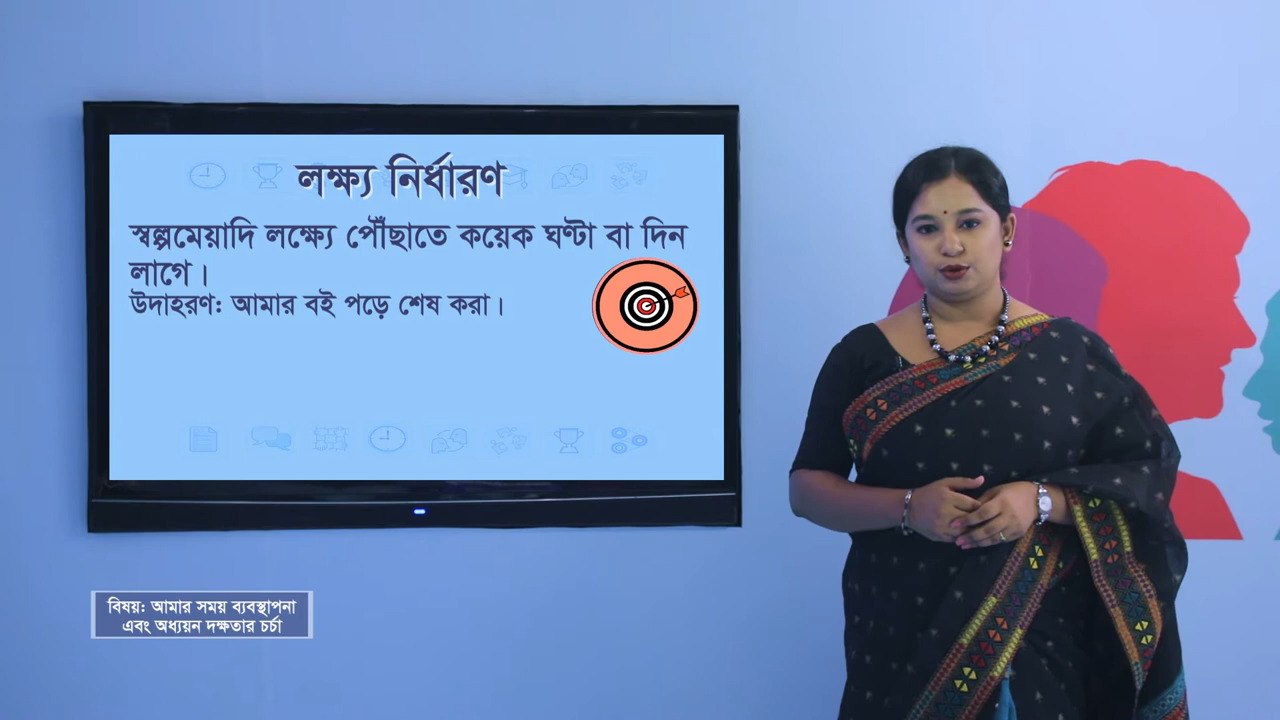 লক্ষ্য নির্ধারণ
স্বল্পমেয়াদি লক্ষ্যে পৌঁছাতে কয়েক ঘণ্টা বা দিন
লাগে।
উদাহরণ: আমার বই পড়ে শেষ করা।
বিষয়: আমার সময় ব্যবস্থাপনা
এবং অধ্যয়ন দক্ষতার চর্চা